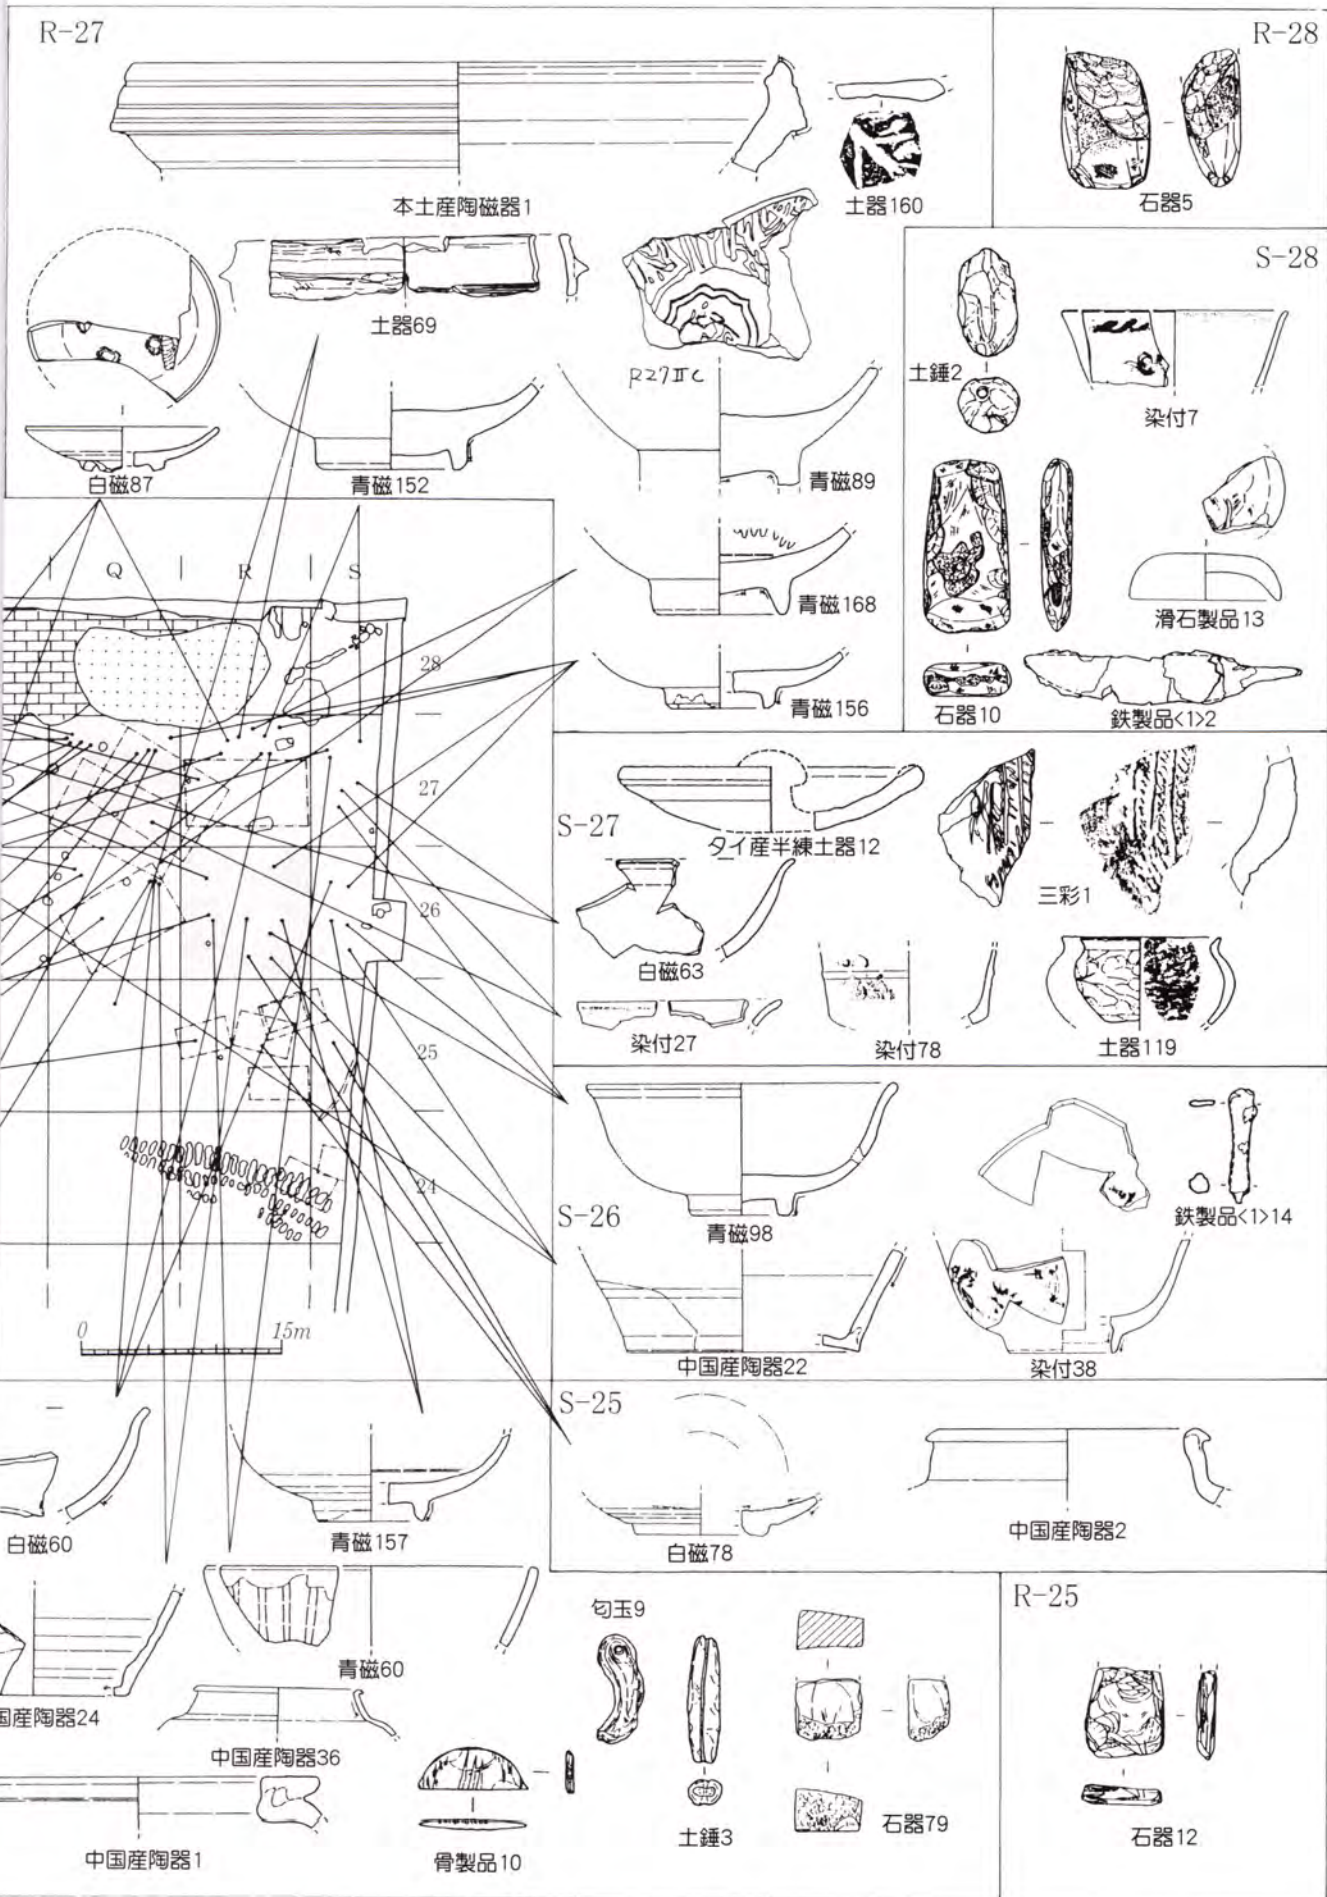 R-27
本土産陶磁器1
土器160
土器69
R27ⅡC
白磁87
青磁152
青磁89
青磁168
青磁156
R-28
石器5
S-28
土錘2
染付7
滑石製品13
石器10
鉄製品<1>2
Q
R
S
28
27
26
25
24
0
15m
S-27
タイ産半練土器12
三彩1
白磁63
染付27
染付78
土器119
S-26
青磁98
鉄製品<1>14
中国産陶器22
染付38
S-25
白磁78
中国産陶器2
白磁60
青磁157
国産陶器24
青磁60
中国産陶器36
中国産陶器1
骨製品10
匂玉9
土錘3
石器79
R-25
石器12